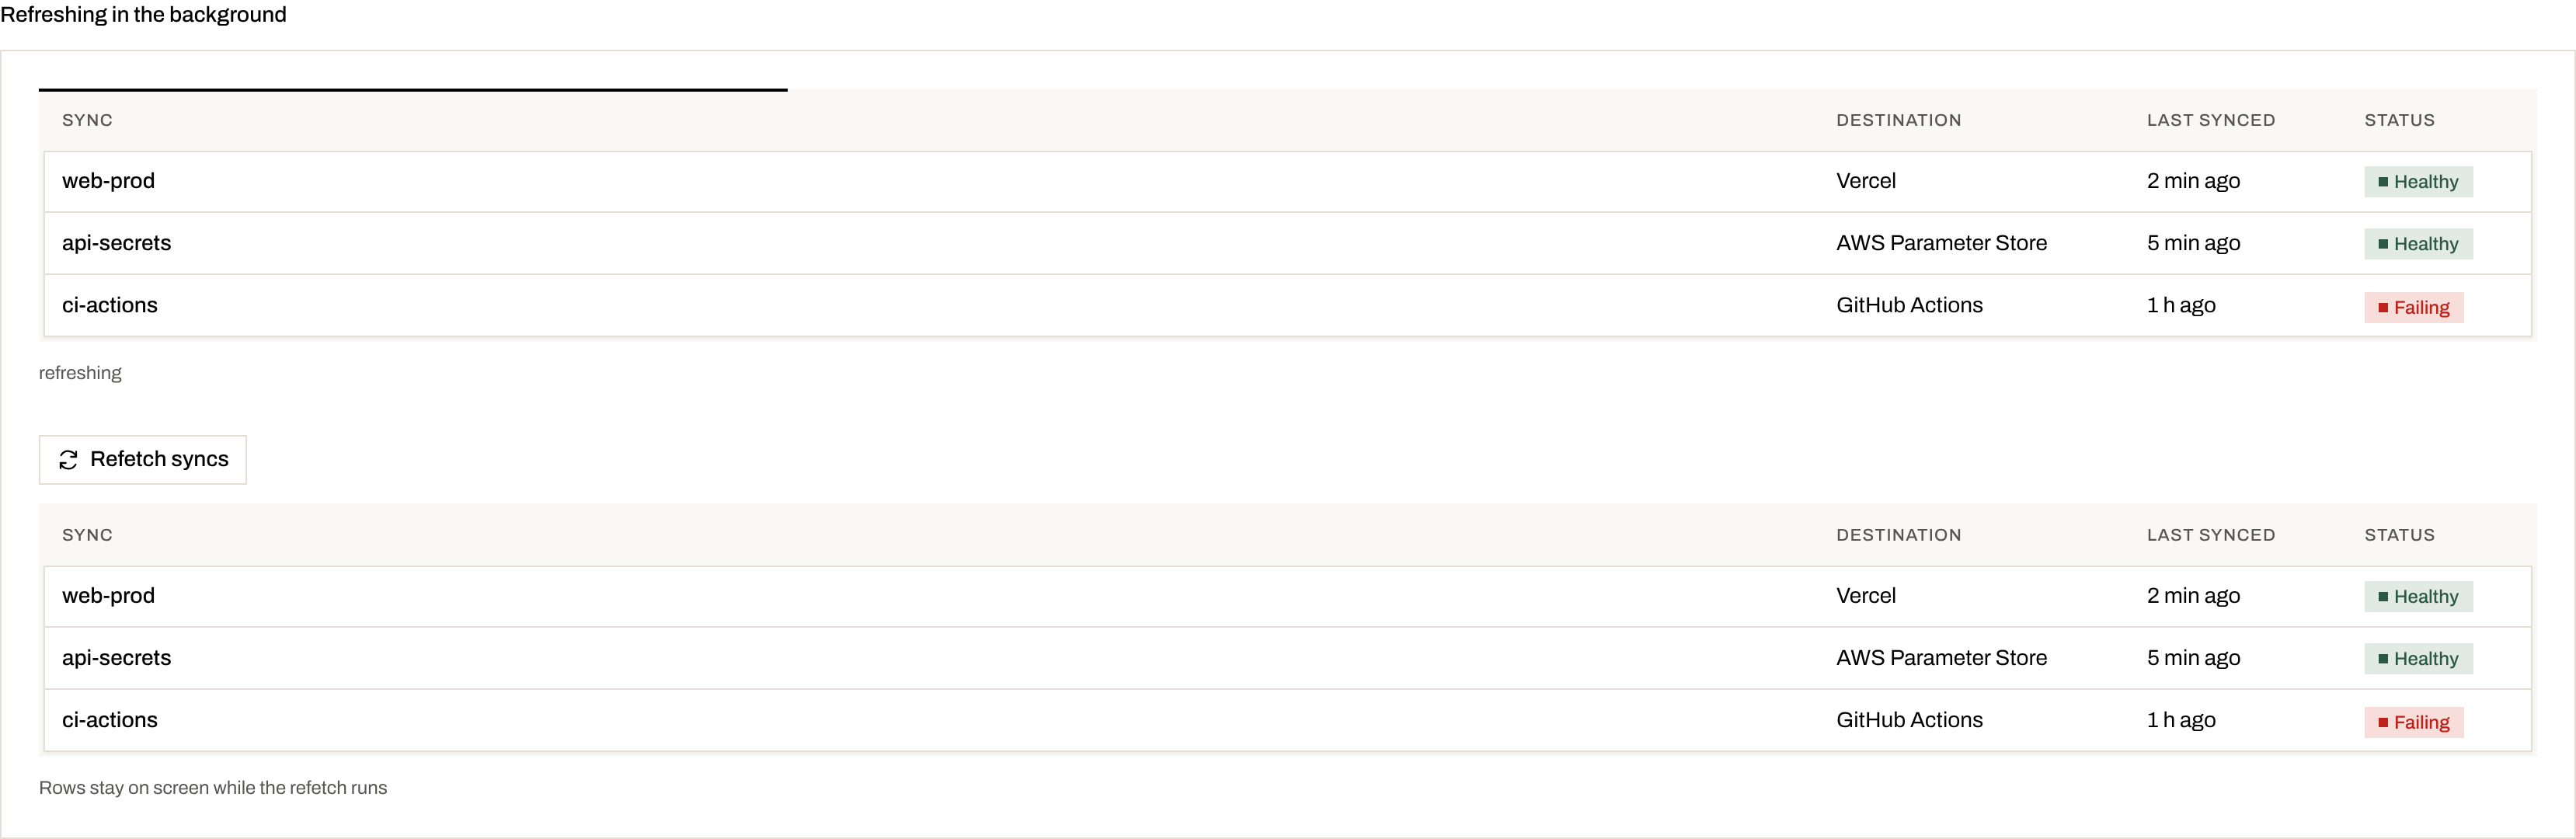 Refreshing in the background
SYNC DESTINATION LAST SYNCED STATUS
web-prod Vercel 2 min ago Healthy
api-secrets AWS Parameter Store 5 min ago Healthy
ci-actions GitHub Actions 1 h ago Failing
refreshing
Refetch syncs
SYNC DESTINATION LAST SYNCED STATUS
web-prod Vercel 2 min ago Healthy
api-secrets AWS Parameter Store 5 min ago Healthy
ci-actions GitHub Actions 1 h ago Failing
Rows stay on screen while the refetch runs